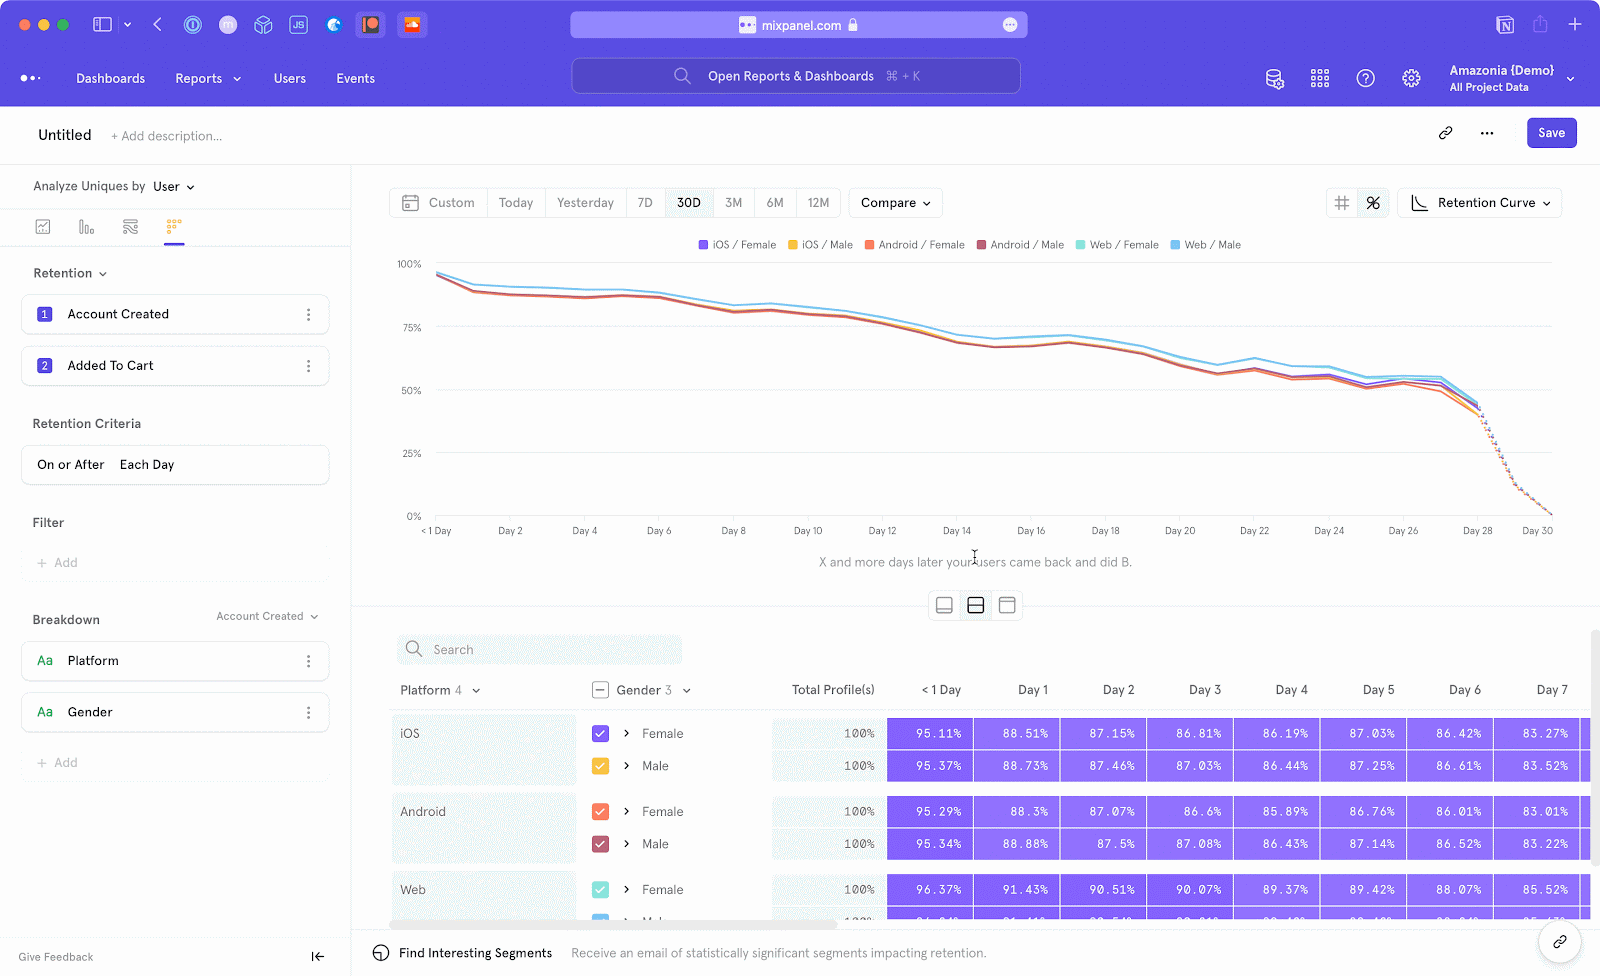 mixpanel.com
Dashboards
Reports
Users
Events
Open Reports & Dashboards ⌘ + K
Amazonia {Demo}
All Project Data
Untitled
+ Add description...
Save
Analyze Uniques by User
Retention
1 Account Created
2 Added To Cart
Retention Criteria
On or After Each Day
Filter
+ Add
Breakdown Account Created
Aa Platform
Aa Gender
+ Add
Give Feedback
Custom Today Yesterday 7D 30D 3M 6M 12M Compare
Retention Curve
iOS / Female iOS / Male Android / Female Android / Male Web / Female Web / Male
100%
75%
50%
25%
0%
< 1 Day Day 2 Day 4 Day 6 Day 8 Day 10 Day 12 Day 14 Day 16 Day 18 Day 20 Day 22 Day 24 Day 26 Day 28 Day 30
X and more days later your users came back and did B.
Search
Platform 4 Gender 3 Total Profile(s) < 1 Day Day 1 Day 2 Day 3 Day 4 Day 5 Day 6 Day 7
iOS Female 100% 95.11% 88.51% 87.15% 86.81% 86.19% 87.03% 86.42% 83.27%
Male 100% 95.37% 88.73% 87.46% 87.03% 86.44% 87.25% 86.61% 83.52%
Android Female 100% 95.29% 88.3% 87.07% 86.6% 85.89% 86.76% 86.01% 83.01%
Male 100% 95.34% 88.88% 87.5% 87.08% 86.43% 87.14% 86.52% 83.22%
Web Female 100% 96.37% 91.43% 90.51% 90.07% 89.37% 89.42% 88.07% 85.52%
Find Interesting Segments Receive an email of statistically significant segments impacting retention.